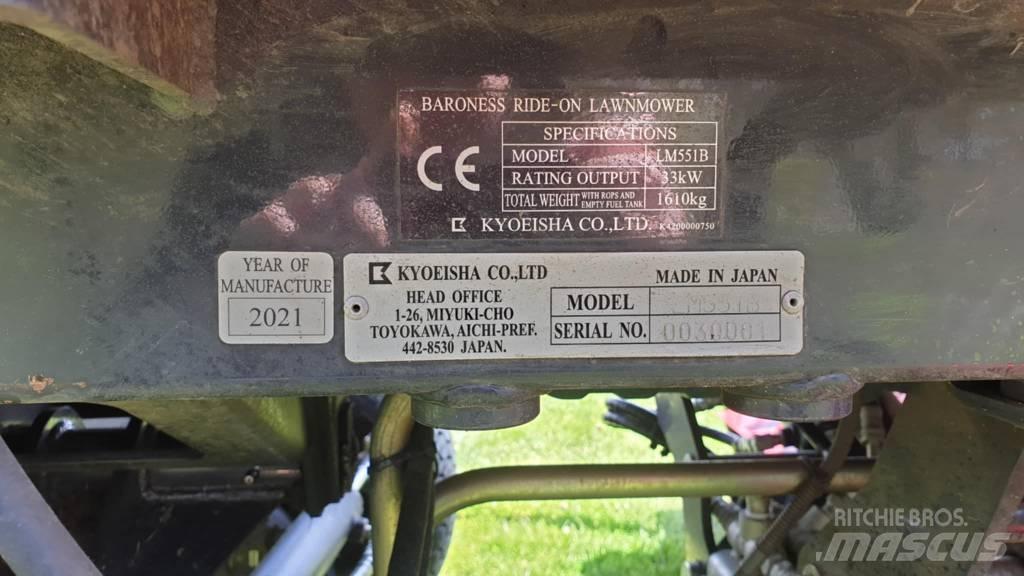 BARONESS RIDE-ON LAWNMOWER
SPECIFICATIONS
MODEL LM551B
RATING OUTPUT 33kW
TOTAL WEIGHT WITH ROPS AND EMPTY FUEL TANK 1610kg
CE
KYOEISHA CO.,LTD. K4200000750
YEAR OF
MANUFACTURE
2021
KYOEISHA CO.,LTD
HEAD OFFICE
1-26, MIYUKI-CHO
TOYOKAWA, AICHI-PREF.
442-8530 JAPAN.
MADE IN JAPAN
MODEL LM551B
SERIAL NO.
RITCHIE BROS.
MASCUS